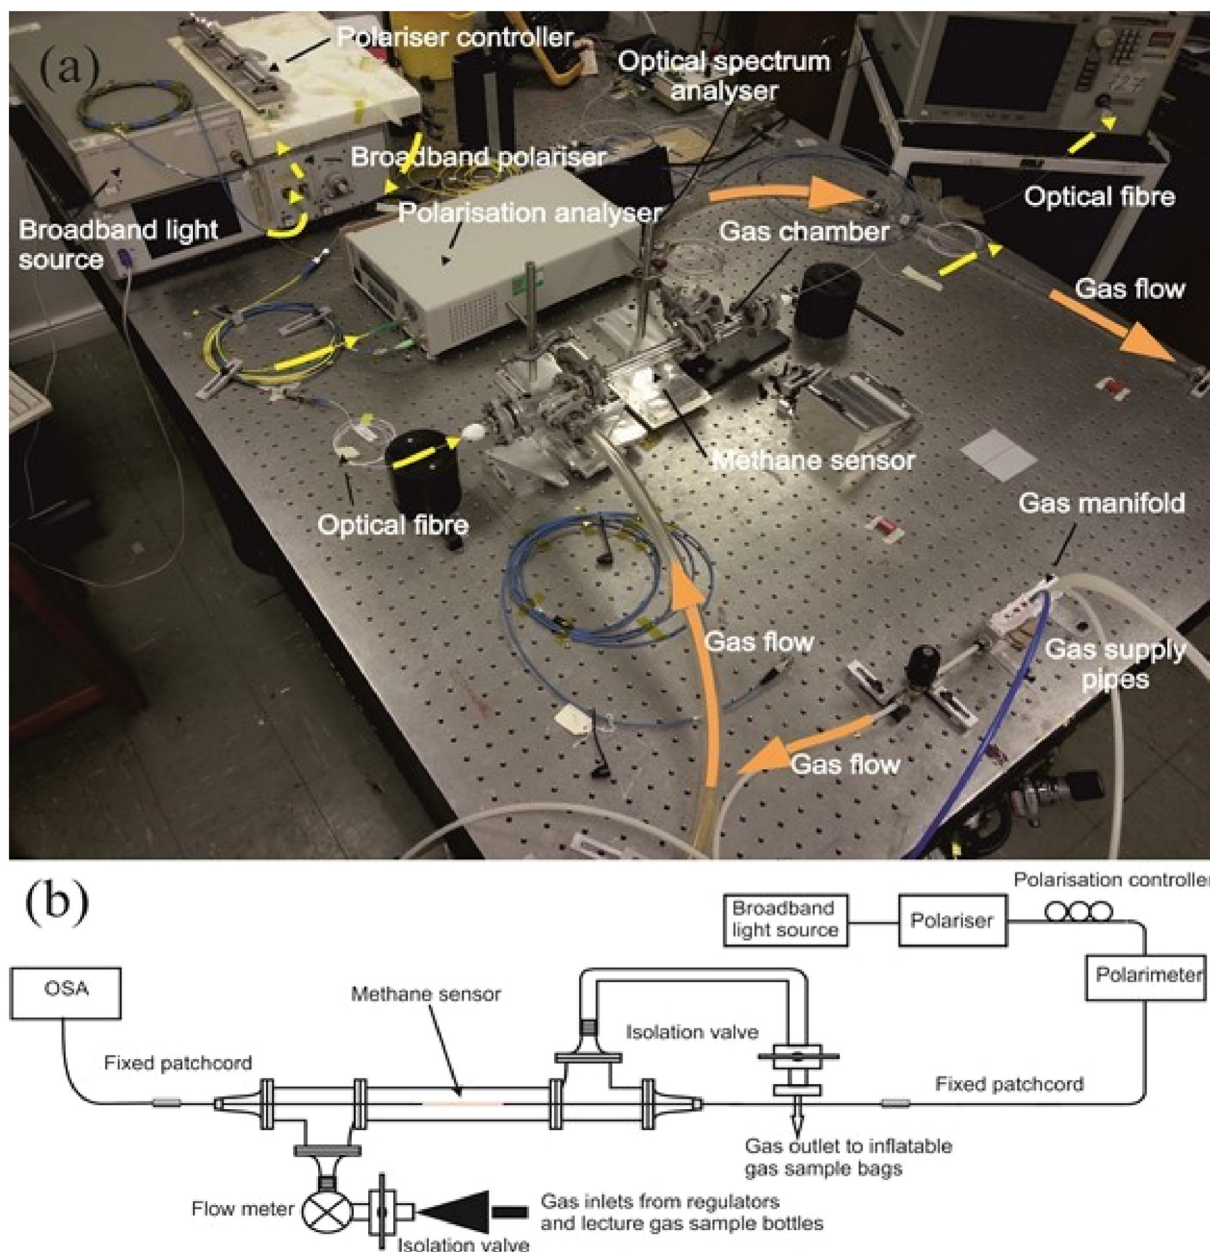 (a)
Polariser controller
Optical spectrum
analyser
Broadband polariser
Broadband light
source
Polarisation analyser
Gas chamber
Optical fibre
Gas flow
Methane sensor
Optical fibre
Gas manifold
Gas flow
Gas supply
pipes
Gas flow
(b)
Polarisation controller
Broadband
light source
Polariser
OSA
Methane sensor
Polarimeter
Isolation valve
Fixed patchcord
Fixed patchcord
Gas outlet to inflatable
gas sample bags
Flow meter
Gas inlets from regulators
and lecture gas sample bottles
Isolation valve